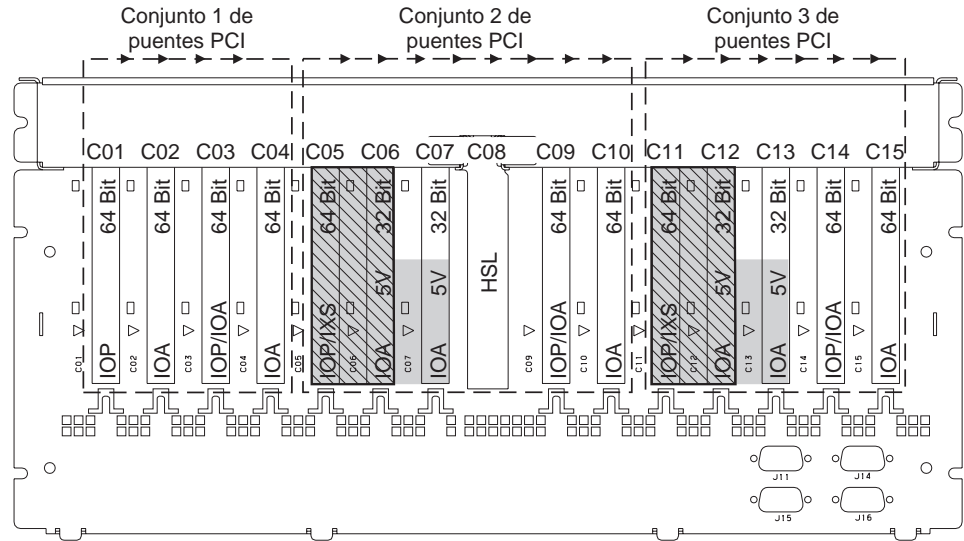 Conjunto 1 de
puentes PCI
Conjunto 2 de
puentes PCI
Conjunto 3 de
puentes PCI
C01 C02 C03 C04 C05 C06 C07 C08 C09 C10 C11 C12 C13 C14 C15
IOP 64 Bit
IOA 64 Bit
IOP/IOA 64 Bit
IOA 64 Bit
IOP/IXS 64 Bit
IOA 5V 32 Bit
IOA 5V 32 Bit
HSL
IOP/IOA 64 Bit
IOA 64 Bit
IOP/IXS 64 Bit
IOA 5V 32 Bit
IOA 5V 32 Bit
IOP/IOA 64 Bit
IOA 64 Bit
C01 C02 C03 C04 C05 C06 C07 C09 C10 C11 C12 C13 C14 C15
J11 J14
J15 J16